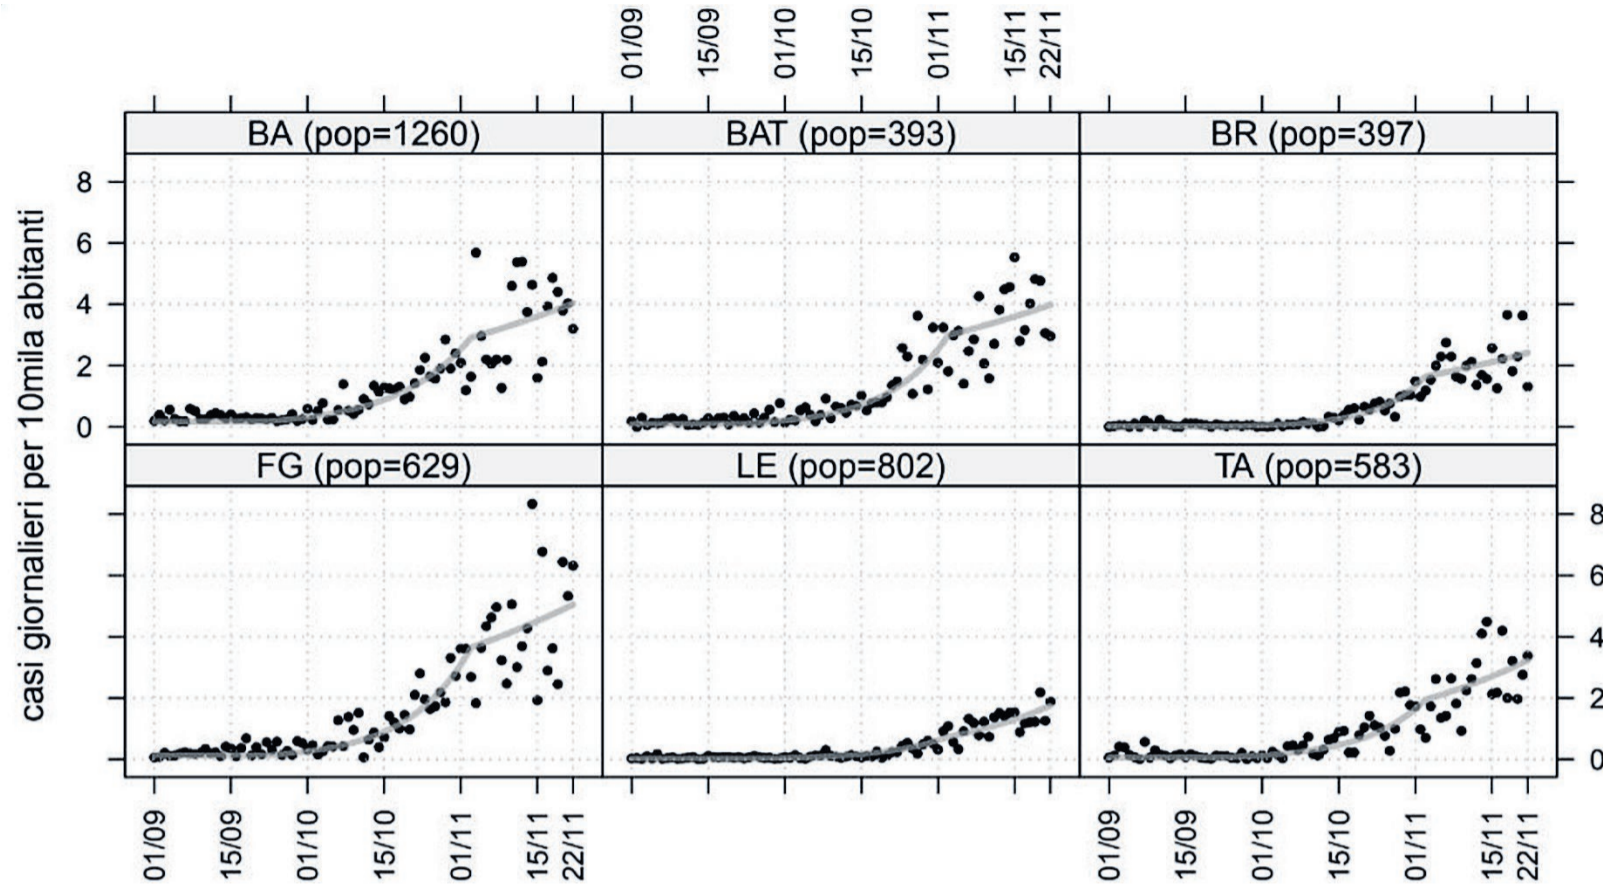 01/09 15/09 01/10 15/10 01/11 15/11 22/11
BA (pop=1260) BAT (pop=393) BR (pop=397)
8
6
4
2
0
casi giornalieri per 10mila abitanti
FG (pop=629) LE (pop=802) TA (pop=583)
8
6
4
2
0
01/09 15/09 01/10 15/10 01/11 15/11 22/11 01/09 15/09 01/10 15/10 01/11 15/11 22/11